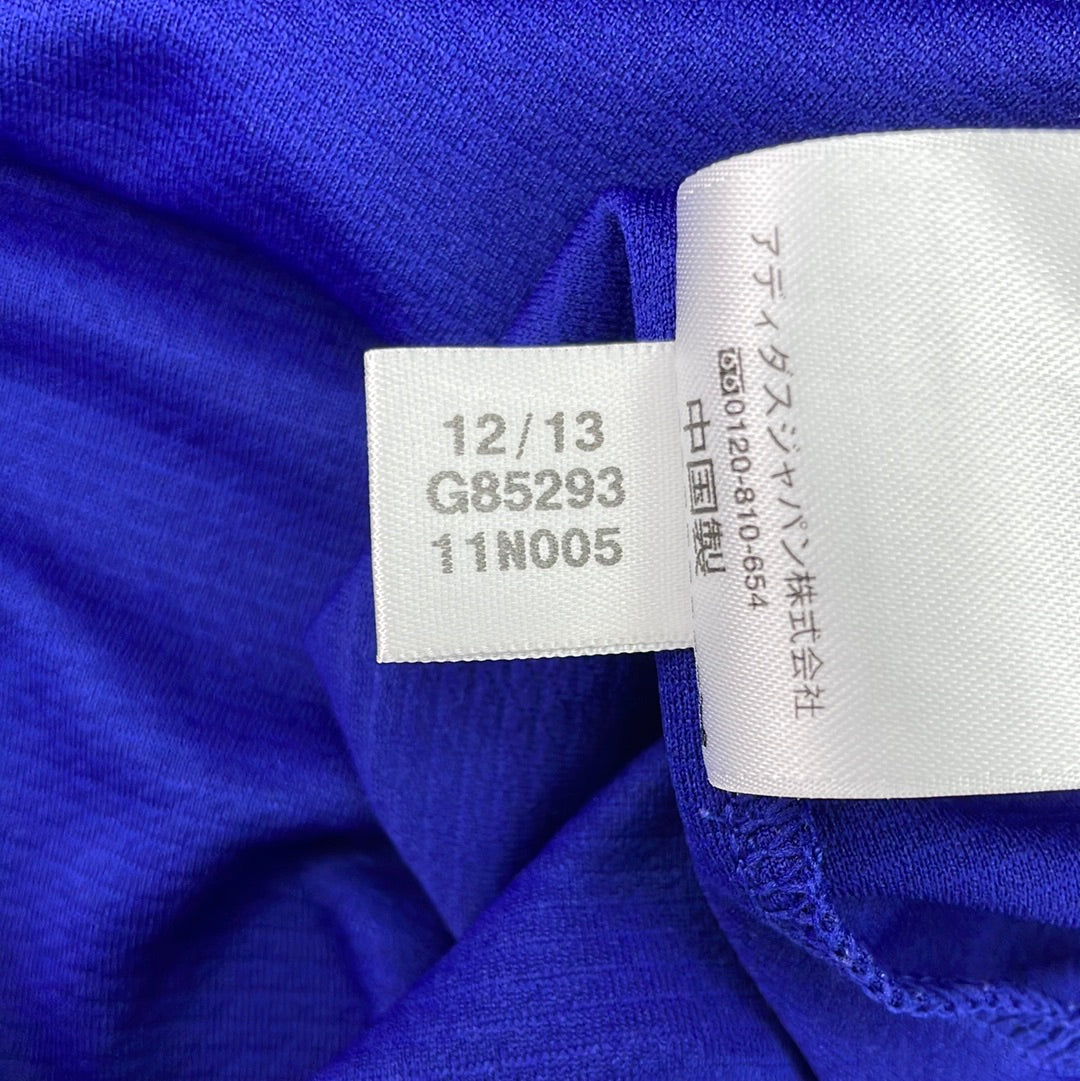 12/13
G85293
11N005
アディダスジャパン株式会社
0120-810-654
中国製